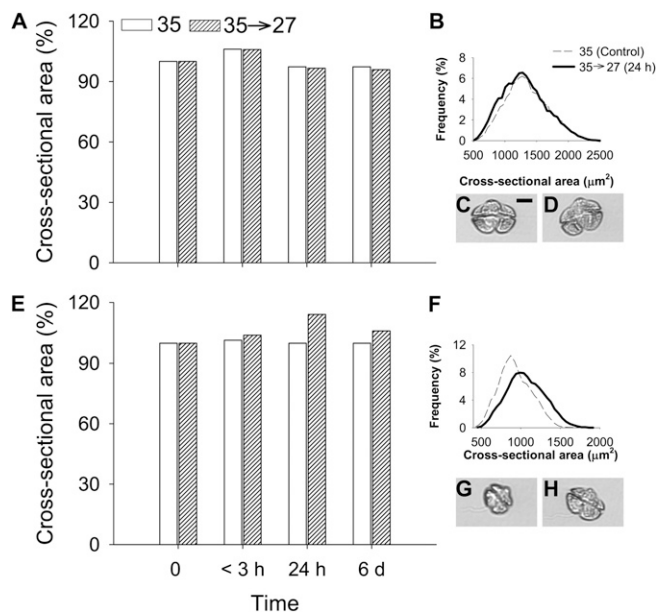 A
35
35→27
120
90
60
30
0
Cross-sectional area (%)
B
35 (Control)
35→27 (24 h)
8
6
4
2
0
Frequency (%)
500 1000 1500 2000 2500
Cross-sectional area (μm²)
C
D
E
120
90
60
30
0
Cross-sectional area (%)
0 < 3 h 24 h 6 d
Time
F
12
8
4
0
Frequency (%)
500 1000 1500 2000
Cross-sectional area (μm²)
G
H